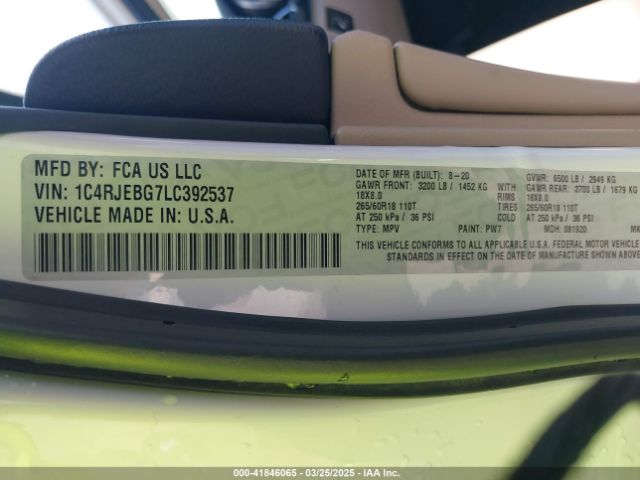 MFD BY: FCA US LLC
VIN: 1C4RJEBG7LC392537
VEHICLE MADE IN: U.S.A.
DATE OF MFR (BUILT): 8-20 GVWR: 6500 LB / 2949 KG
GAWR FRONT: 3200 LB / 1452 KG WITH GAWR REAR: 3700 LB / 1679 KG
18X8.0 RIMS 18X8.0
265/60R18 110T TIRES 265/60R18 110T
AT 250 kPa / 36 PSI COLD AT 250 kPa / 36 PSI
TYPE: MPV PAINT: PW7 MDH: 081920
THIS VEHICLE CONFORMS TO ALL APPLICABLE U.S.A. FEDERAL MOTOR VEHICLE
STANDARDS IN EFFECT ON THE DATE OF MANUFACTURE SHOWN ABOVE
000-41846065 - 03/25/2025 - IAAI.COM